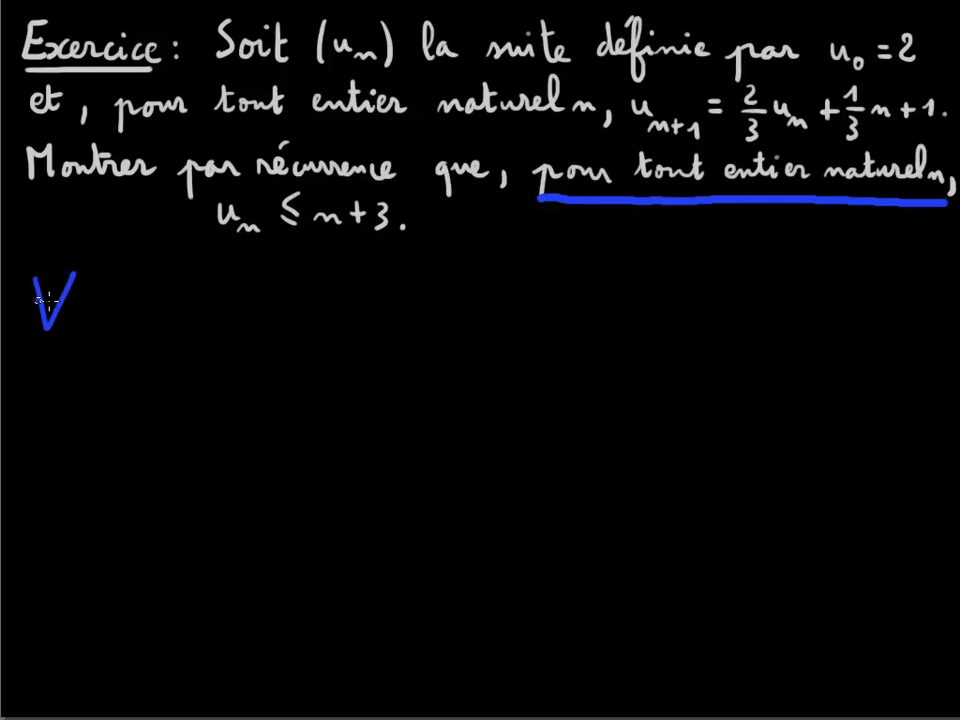 Exercice : Soit (uₙ) la suite définie par u₀ = 2
et, pour tout entier naturel n, uₙ₊₁ = 2/3 uₙ + 1/3 n + 1.
Montrer par récurrence que, pour tout entier naturel n,
uₙ ≤ n + 3.